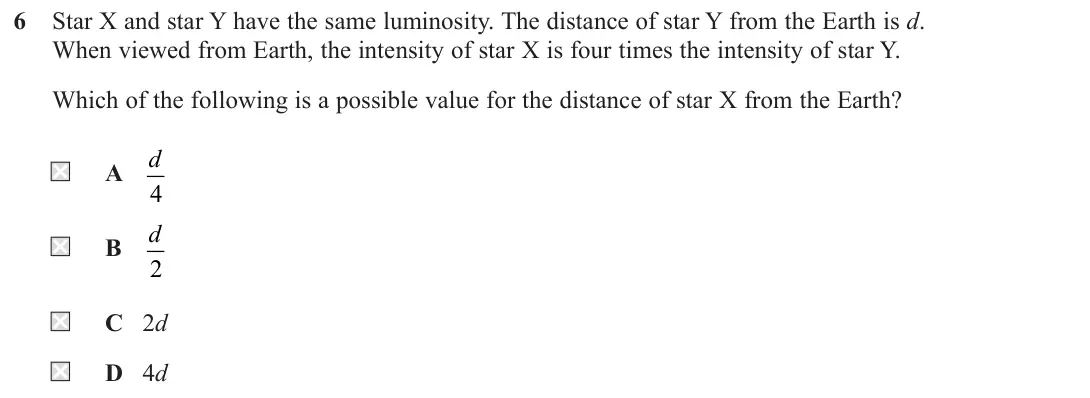 6 Star X and star Y have the same luminosity. The distance of star Y from the Earth is d.
When viewed from Earth, the intensity of star X is four times the intensity of star Y.
Which of the following is a possible value for the distance of star X from the Earth?
A d/4
B d/2
C 2d
D 4d